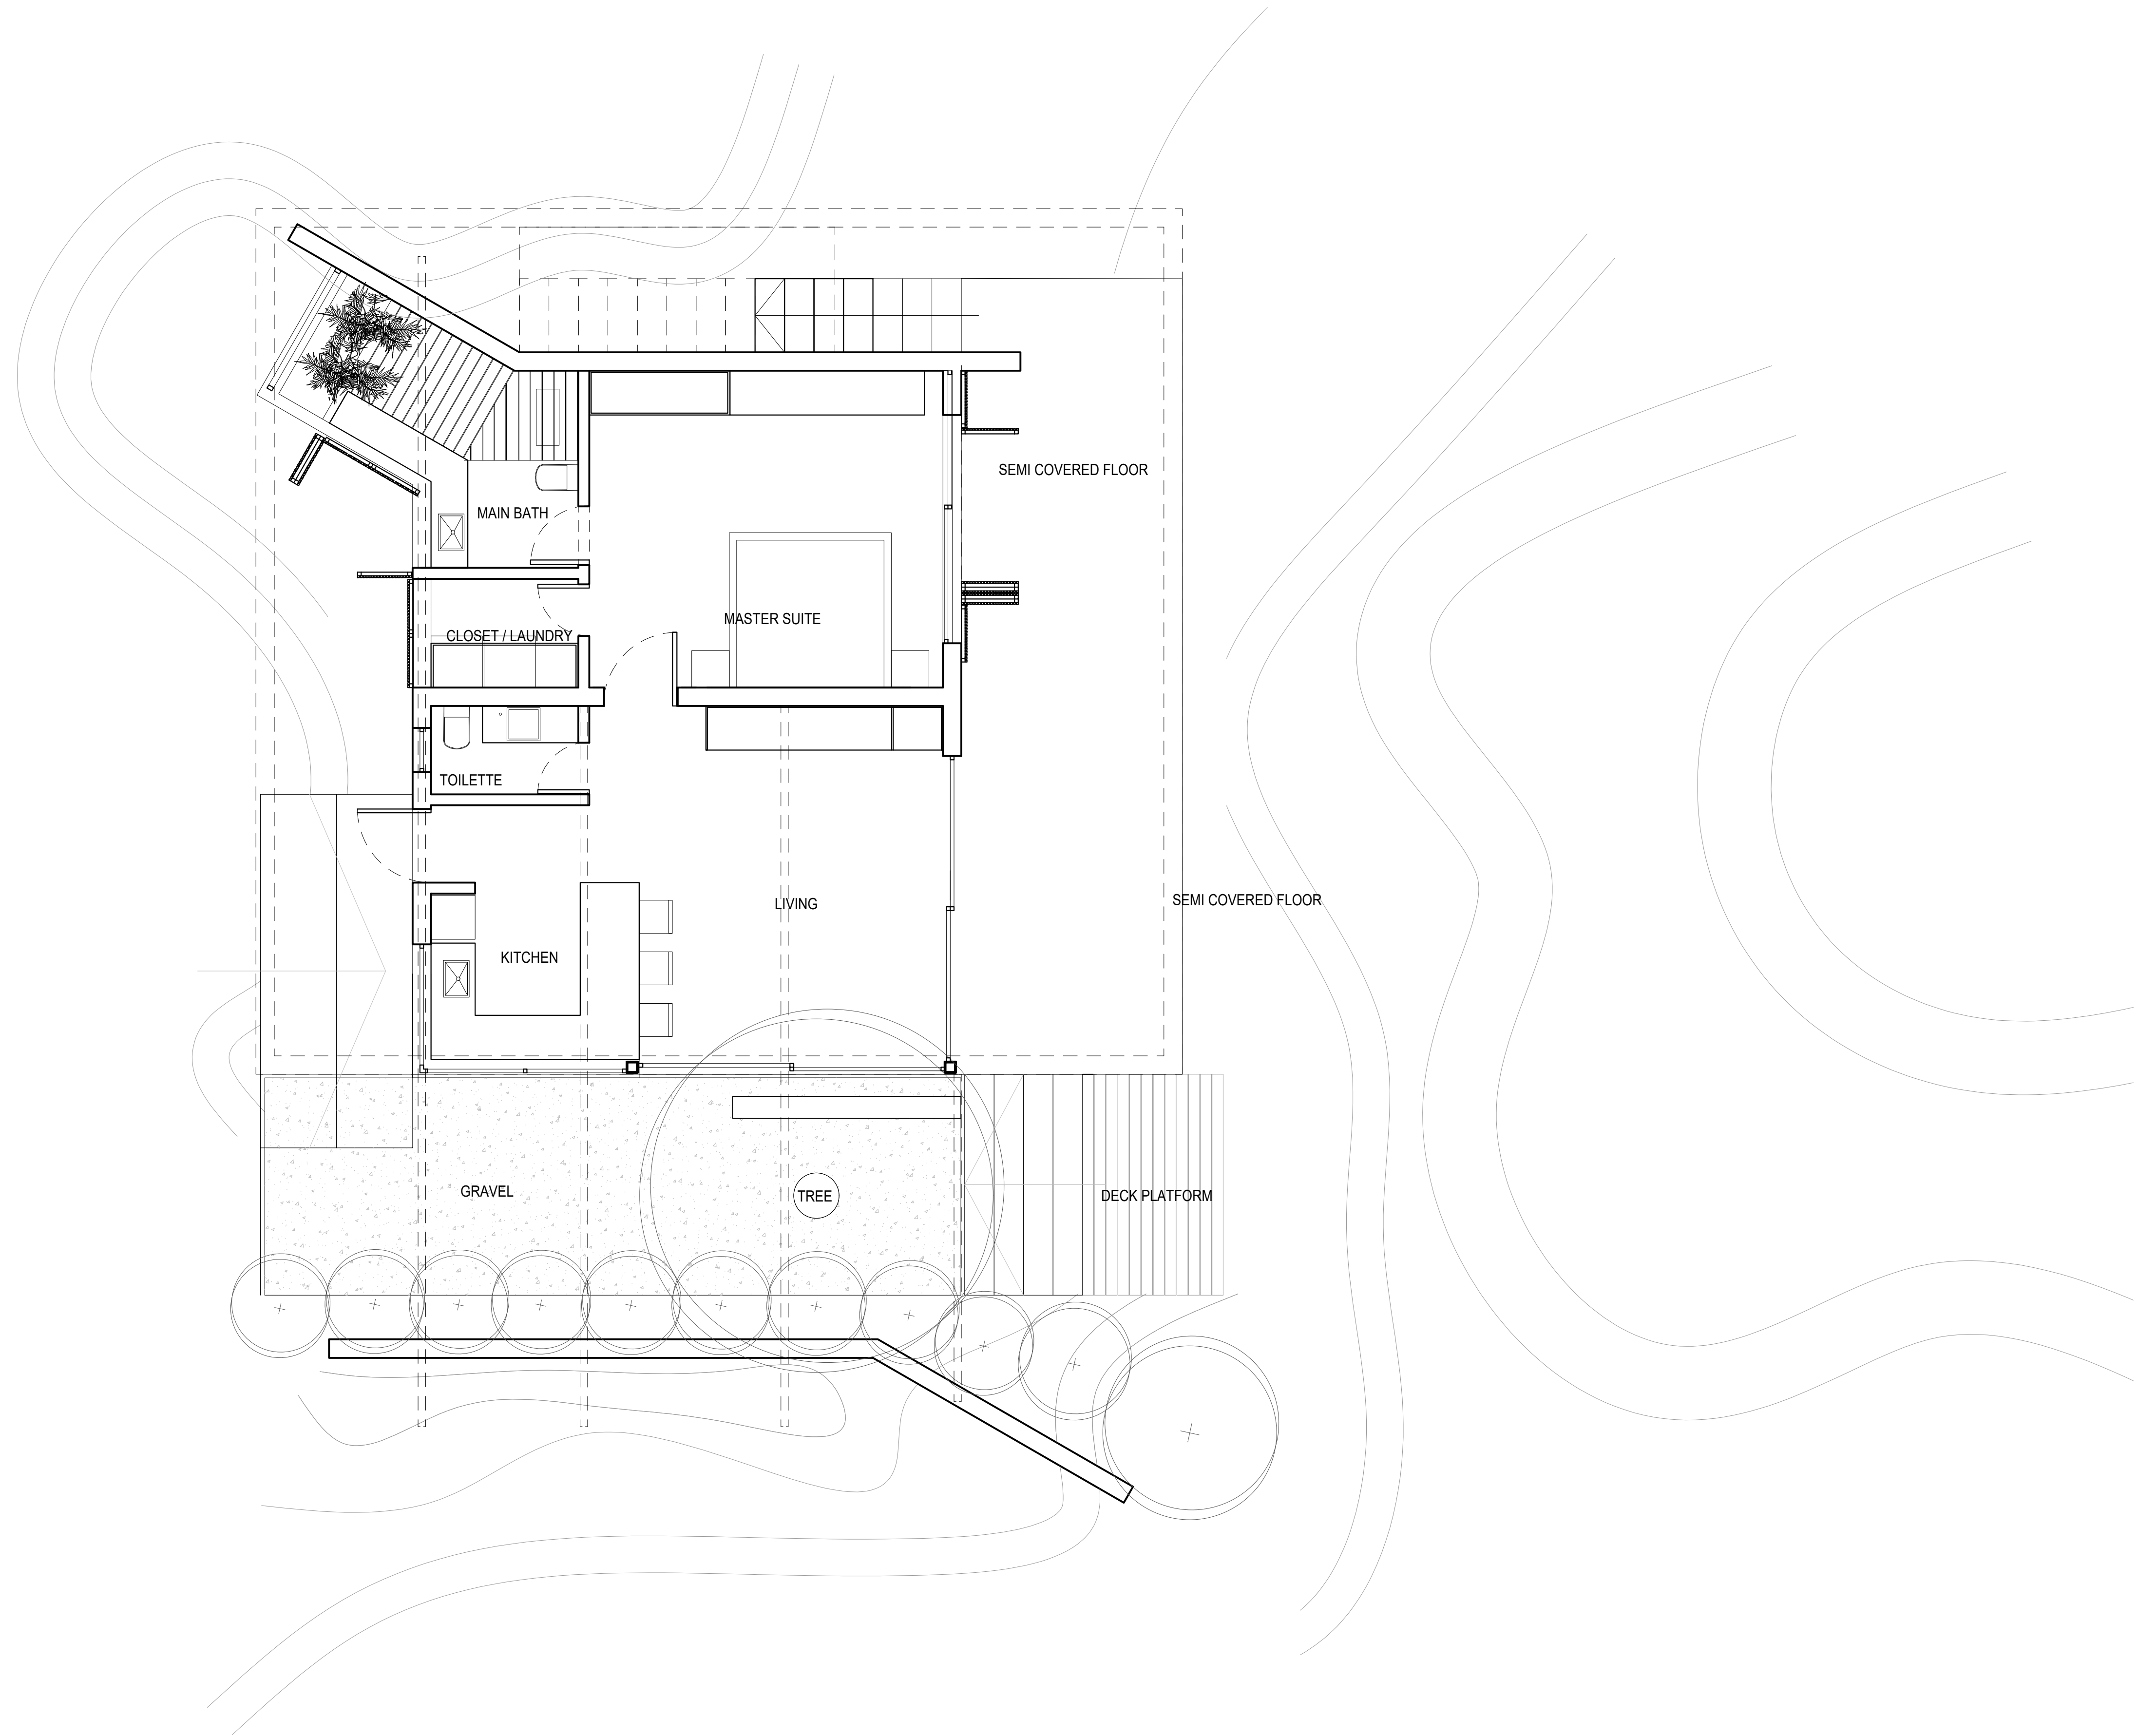 SEMI COVERED FLOOR
MAIN BATH
MASTER SUITE
CLOSET / LAUNDRY
TOILETTE
SEMI COVERED FLOOR
LIVING
KITCHEN
GRAVEL
TREE
DECK PLATFORM